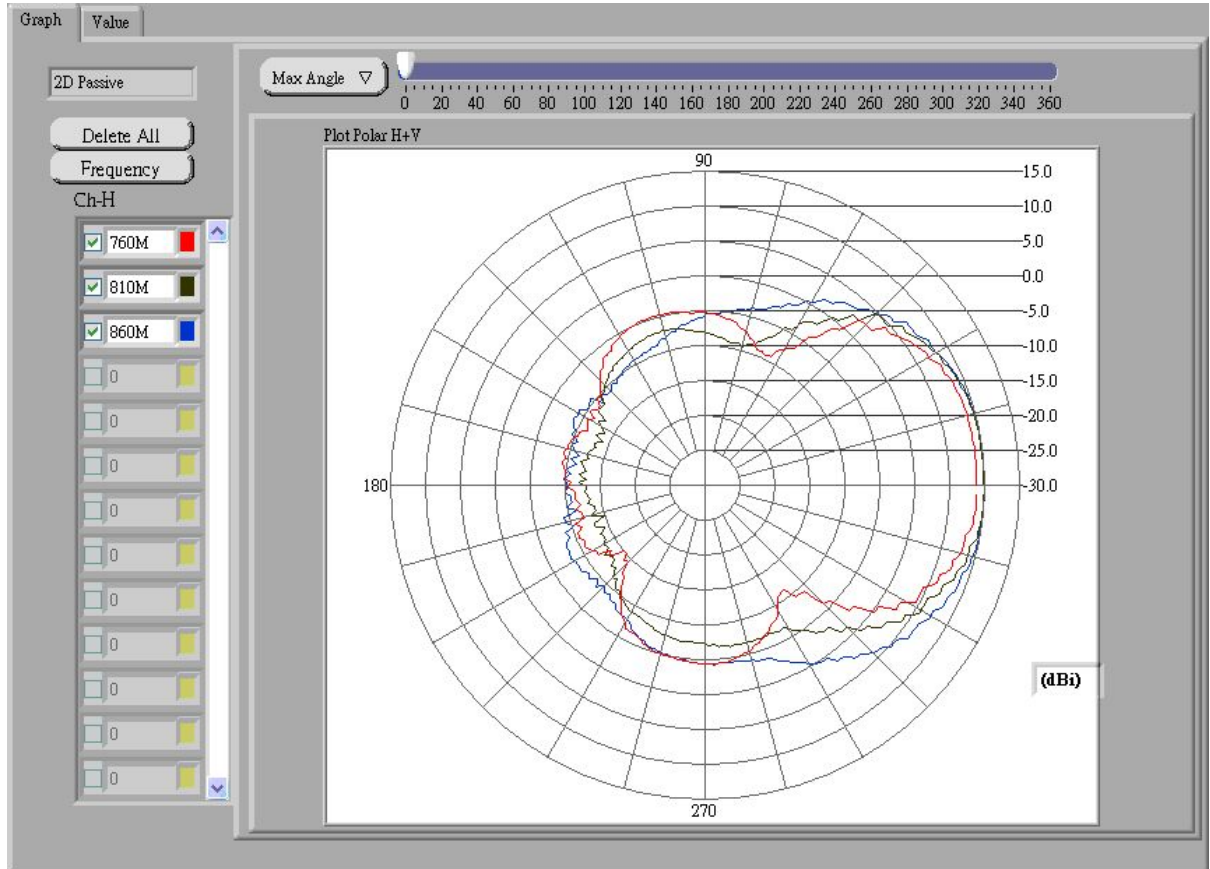 Graph Value
2D Passive
Delete All
Frequency
Ch-H
760M
810M
860M
0
0
0
0
0
0
0
0
0
0
Max Angle
0 20 40 60 80 100 120 140 160 180 200 220 240 260 280 300 320 340 360
Plot Polar H+V
90
15.0
10.0
5.0
0.0
-5.0
-10.0
-15.0
-20.0
-25.0
180
-30.0
(dBi)
270